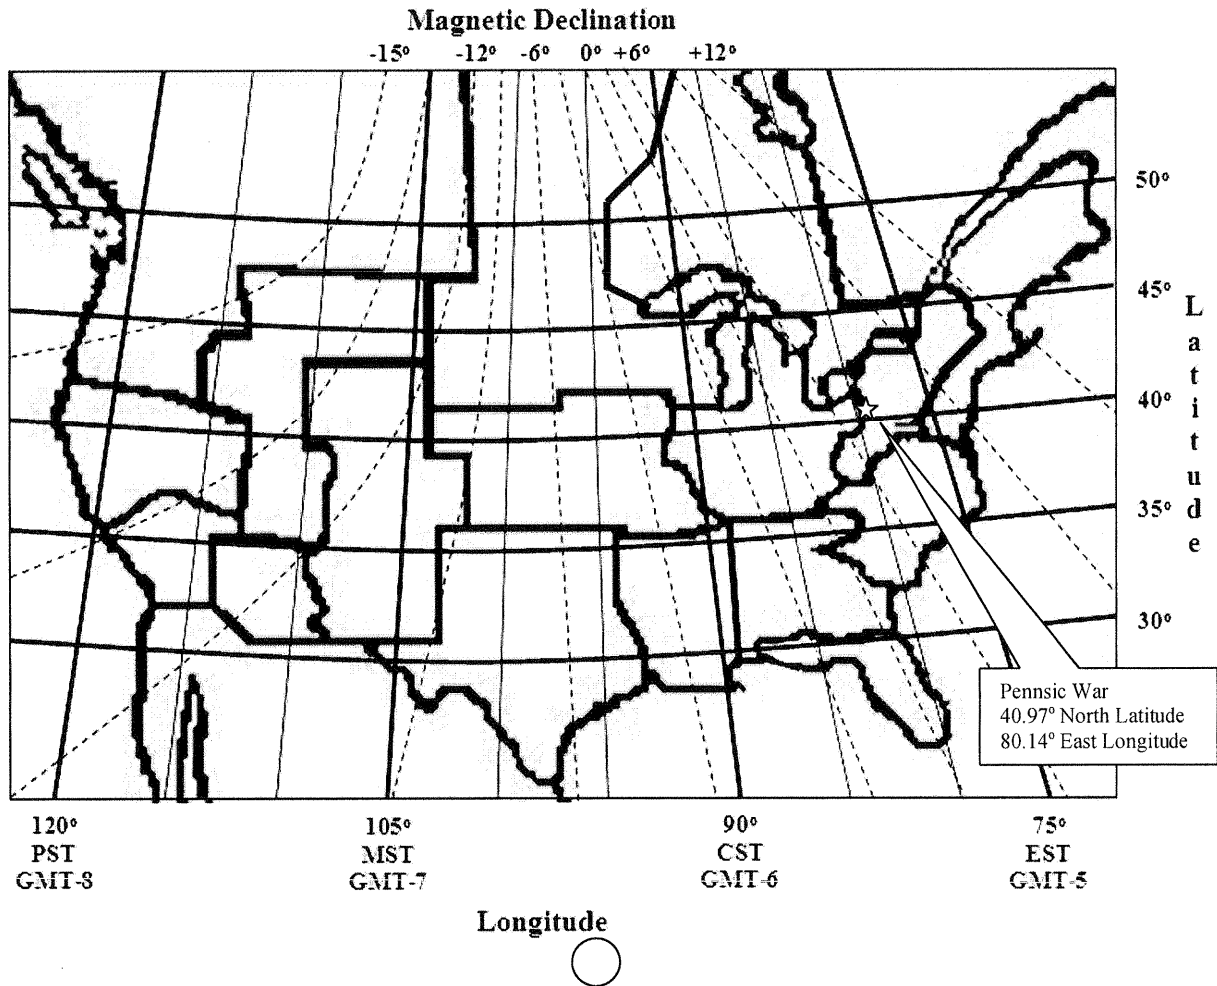 Magnetic Declination
-15° -12° -6° 0° +6° +12°
50°
45°
40°
35°
30°
Latitude
Pennsic War
40.97° North Latitude
80.14° East Longitude
120° 105° 90° 75°
PST MST CST EST
GMT-8 GMT-7 GMT-6 GMT-5
Longitude